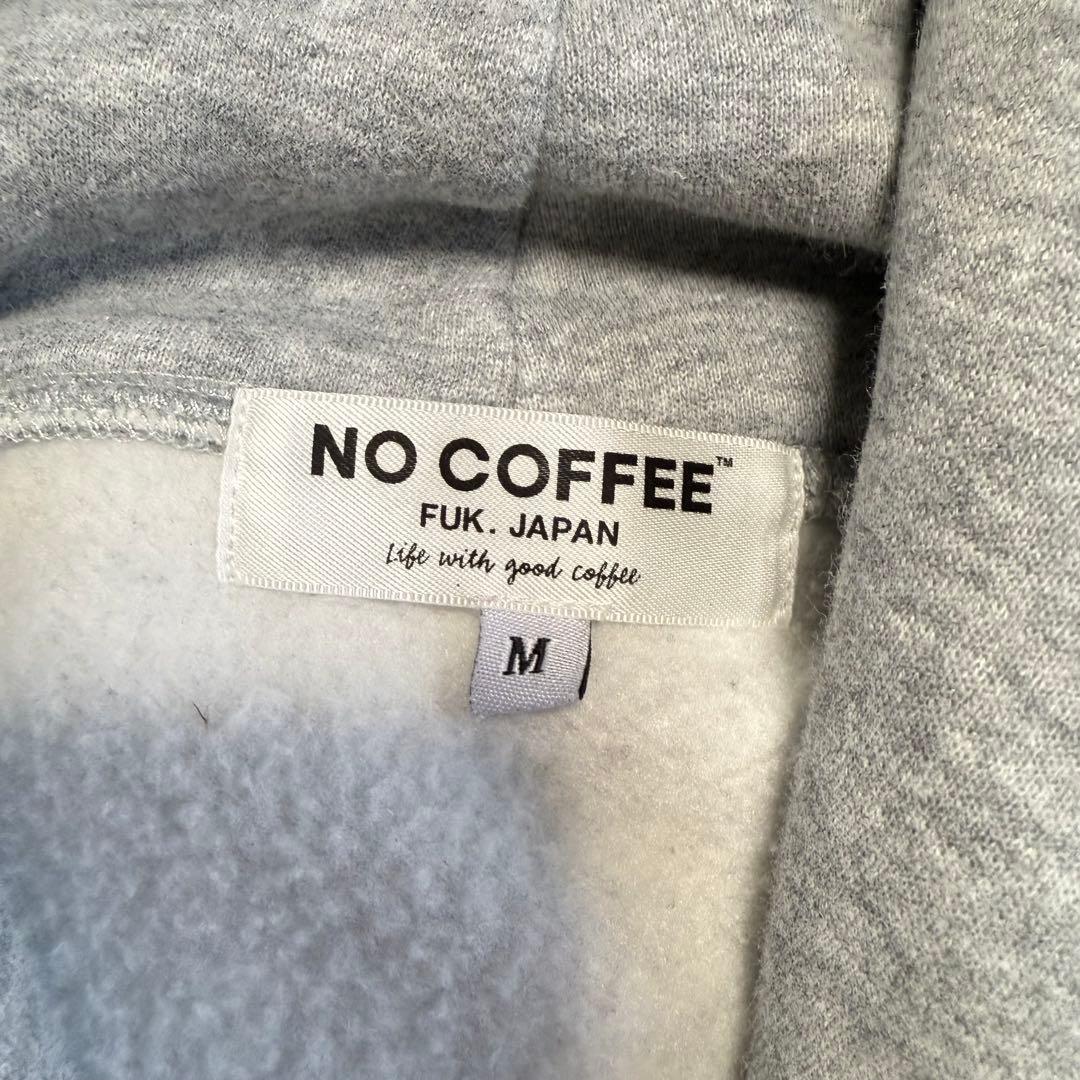 NO COFFEE™
FUK. JAPAN
Life with good coffee
M